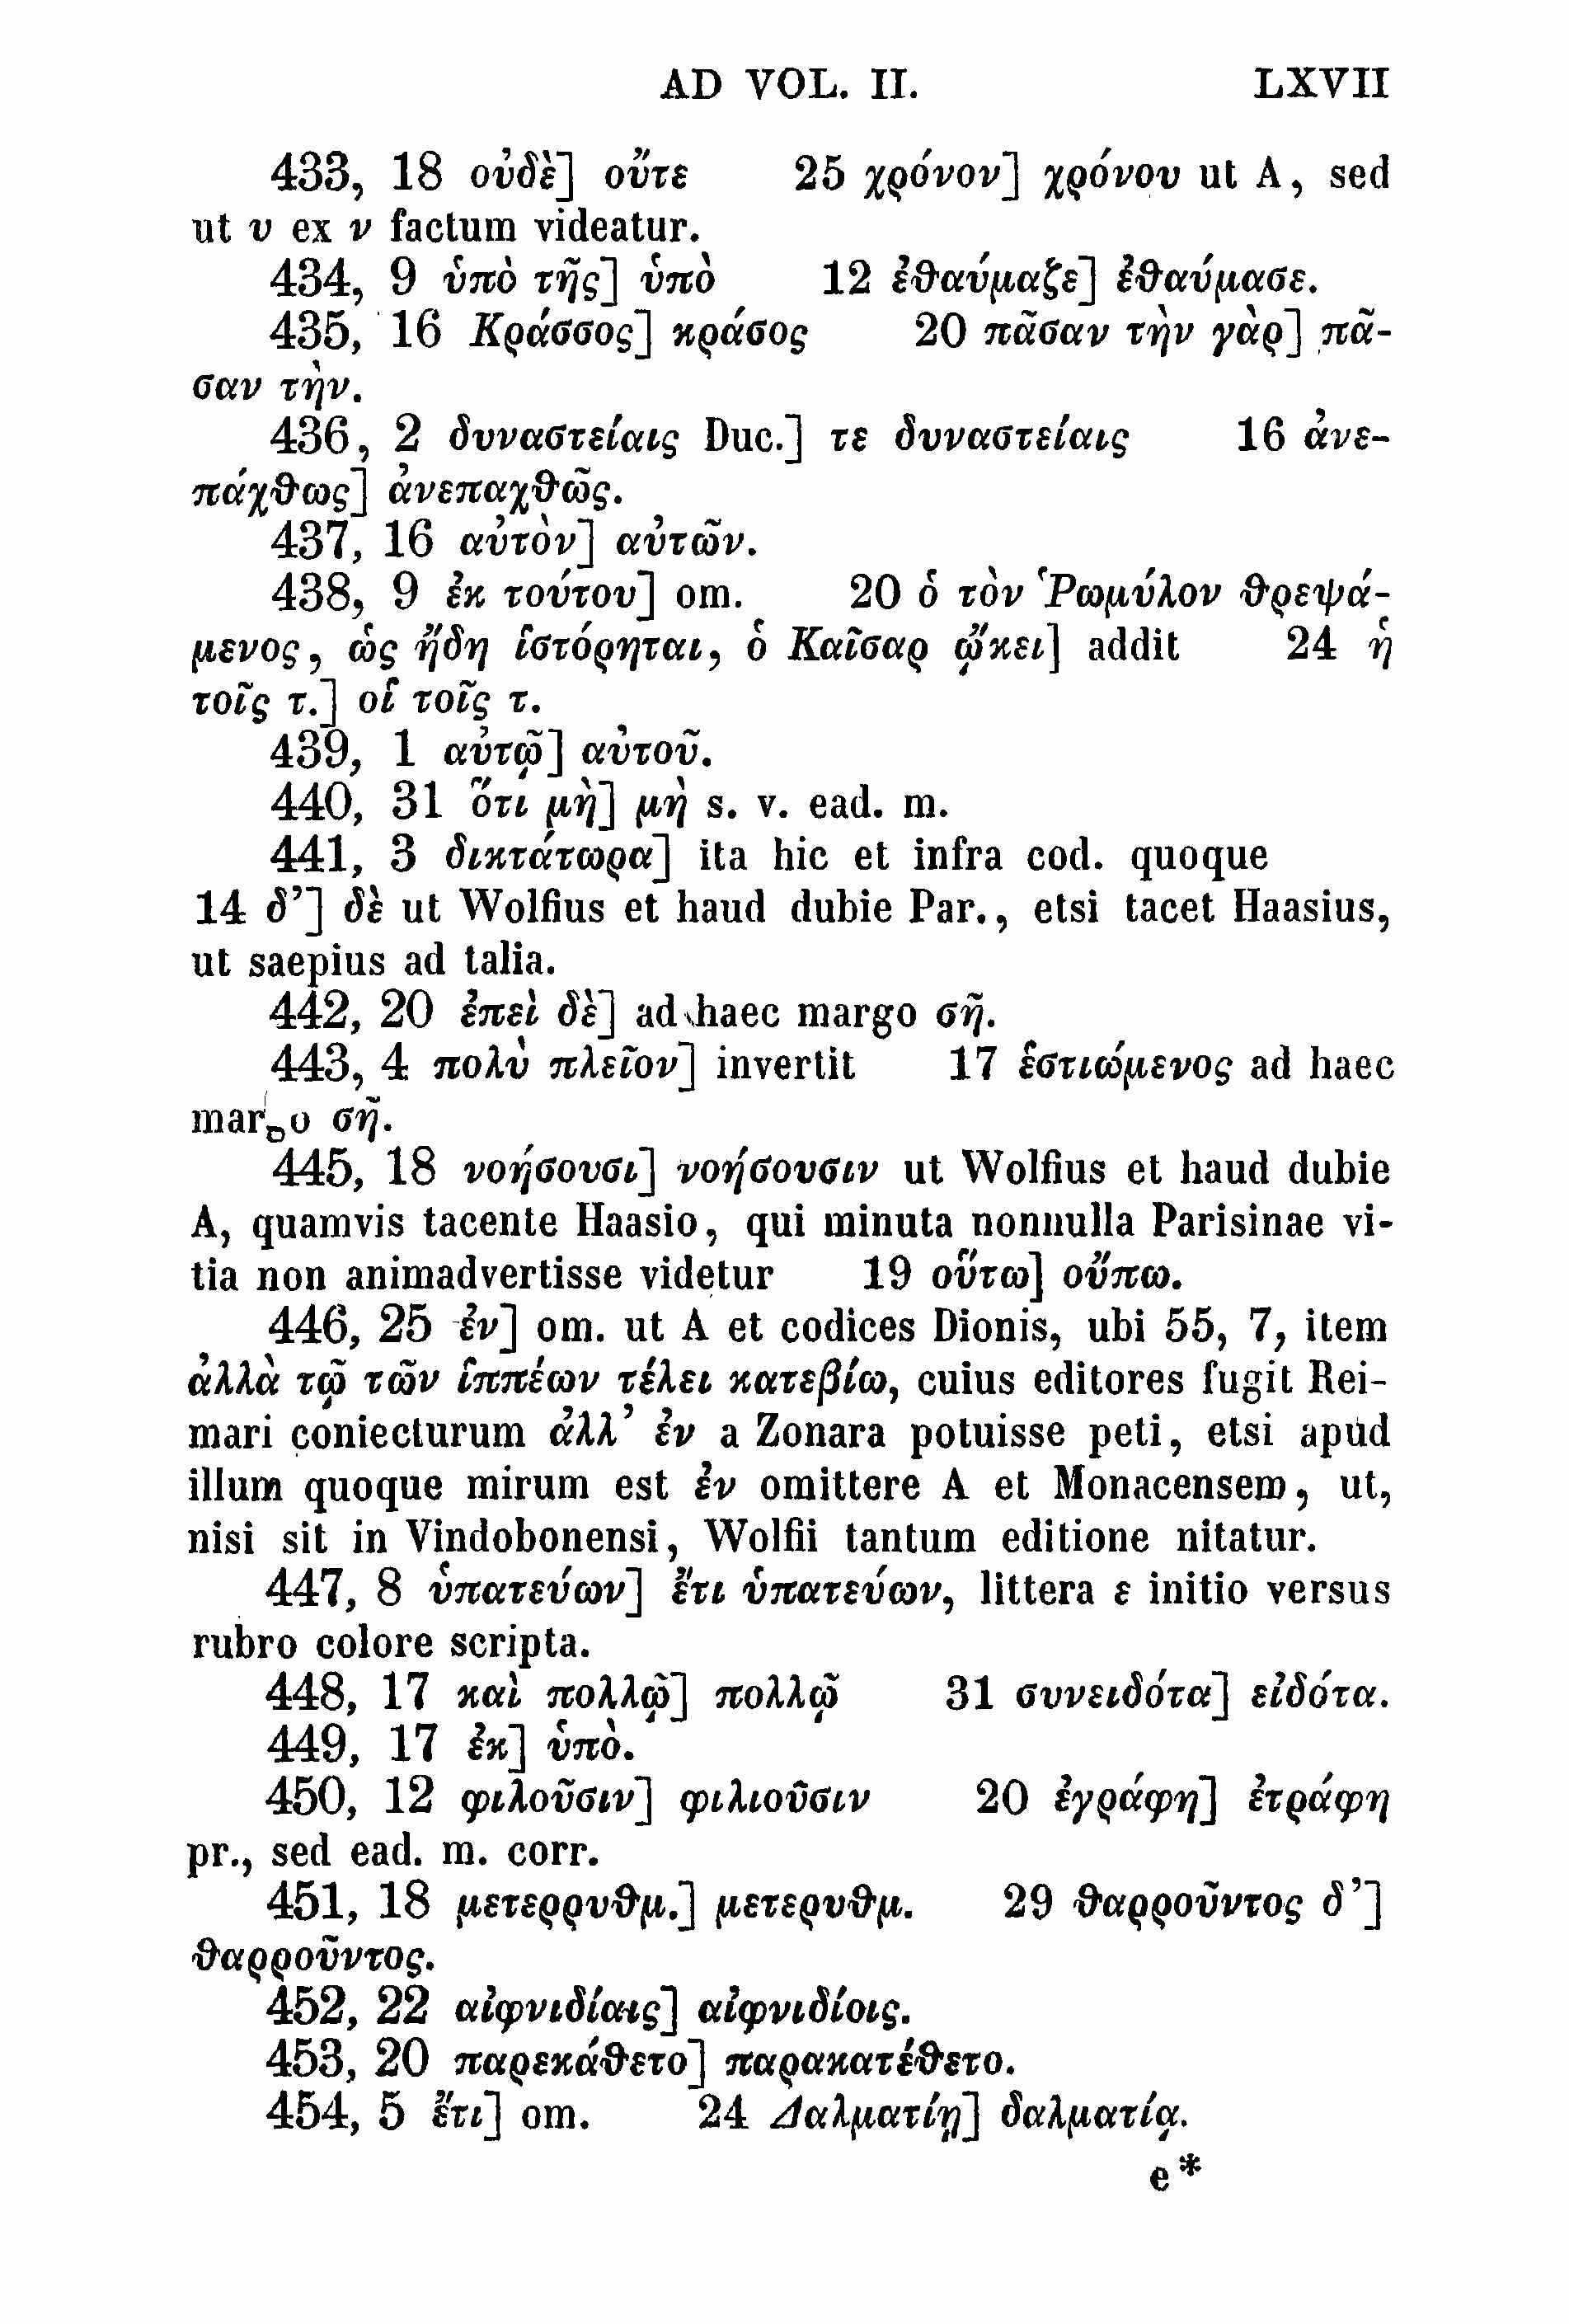 AD VOL. II. LXVII
433, 18 οὐδὲ] οὔτε 25 χρόνον] χρόνου ut A, sed
ut υ ex ν factum videatur.
434, 9 ὑπὸ τῆς] ὑπὸ 12 ἐθαύμαζε] ἐθαύμασε.
435, 16 Κράσσος] κράσος 20 πᾶσαν τὴν γὰρ] πᾶ-
σαν τὴν.
436, 2 δυναστείαις Duc.] τε δυναστείαις 16 ἀνε-
πάχθως] ἀνεπαχθῶς.
437, 16 αὐτὸν] αὐτῶν.
438, 9 ἐκ τούτου] om. 20 ὁ τὸν Ῥωμύλον θρεψά-
μενος, ὡς ἤδη ἱστόρηται, ὁ Καῖσαρ ᾤκει] addit 24 ἡ
τοῖς τ.] οἱ τοῖς τ.
439, 1 αὐτῷ] αὐτοῦ.
440, 31 ὅτι μὴ] μὴ s. v. ead. m.
441, 3 δικτάτωρα] ita hic et infra cod. quoque
14 δ’] δὲ ut Wolfius et haud dubie Par., etsi tacet Haasius,
ut saepius ad talia.
442, 20 ἐπεὶ δὲ] ad haec margo σῆ.
443, 4 πολὺ πλεῖον] invertit 17 ἑστιώμενος ad haec
margo σῆ.
445, 18 νοήσουσι] νοήσουσιν ut Wolfius et haud dubie
A, quamvis tacente Haasio, qui minuta nonnulla Parisinae vi-
tia non animadvertisse videtur 19 οὕτω] οὔπω.
446, 25 ἐν] om. ut A et codices Dionis, ubi 55, 7, item
ἀλλὰ τῷ τῶν ἱππέων τέλει κατεβίω, cuius editores fugit Rei-
mari coniecturum ἀλλ’ ἐν a Zonara potuisse peti, etsi apud
illum quoque mirum est ἐν omittere A et Monacensem, ut,
nisi sit in Vindobonensi, Wolfii tantum editione nitatur.
447, 8 ὑπατεύων] ἔτι ὑπατεύων, littera ε initio versus
rubro colore scripta.
448, 17 καὶ πολλῷ] πολλῷ 31 συνειδότα] εἰδότα.
449, 17 ἐκ] ὑπὸ.
450, 12 φιλοῦσιν] φιλιοῦσιν 20 ἐγράφη] ἐτράφη
pr., sed ead. m. corr.
451, 18 μετερρυθμ.] μετερυθμ. 29 θαρροῦντος δ’]
θαρροῦντος.
452, 22 αἰφνιδίαις] αἰφνιδίοις.
453, 20 παρεκάθετο] παρακατέθετο.
454, 5 ἔτι] om. 24 Δαλματίῃ] δαλματίᾳ.
e*